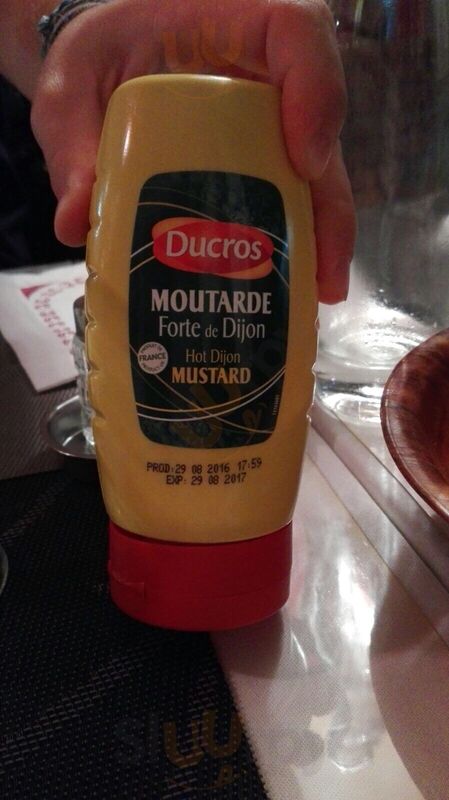 Ducros
MOUTARDE
Forte de Dijon
Hot Dijon
MUSTARD
FRANCE
PROD:29 08 2016 17:59
EXP: 29 08 2017